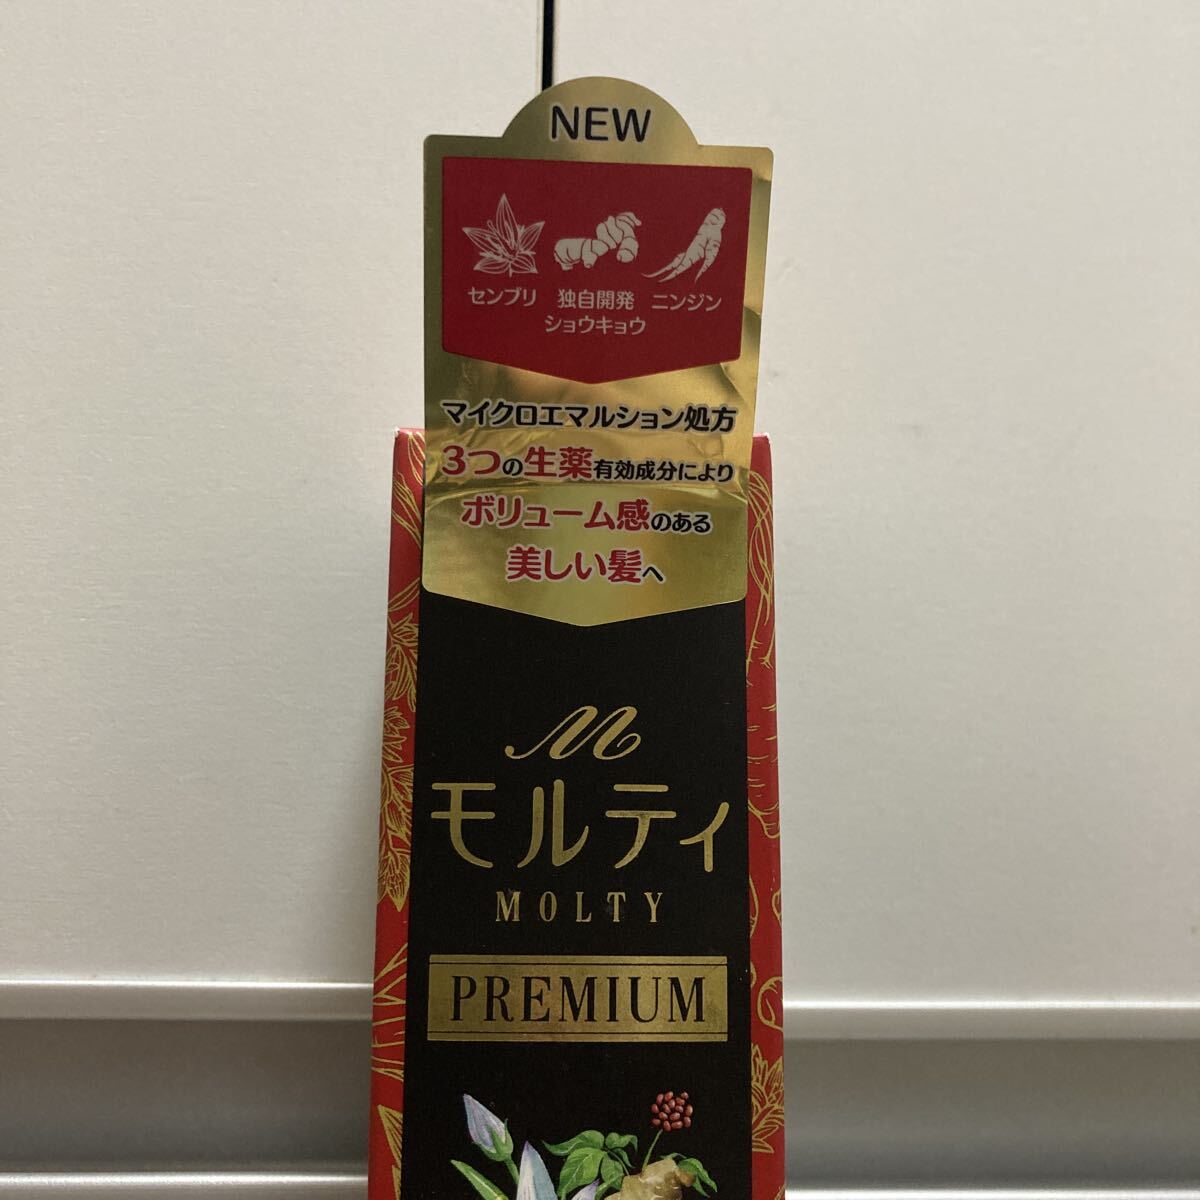 NEW
センブリ 独自開発 ニンジン
ショウキョウ
マイクロエマルション処方
3つの生薬有効成分により
ボリューム感のある
美しい髪へ
M
モルティ
MOLTY
PREMIUM